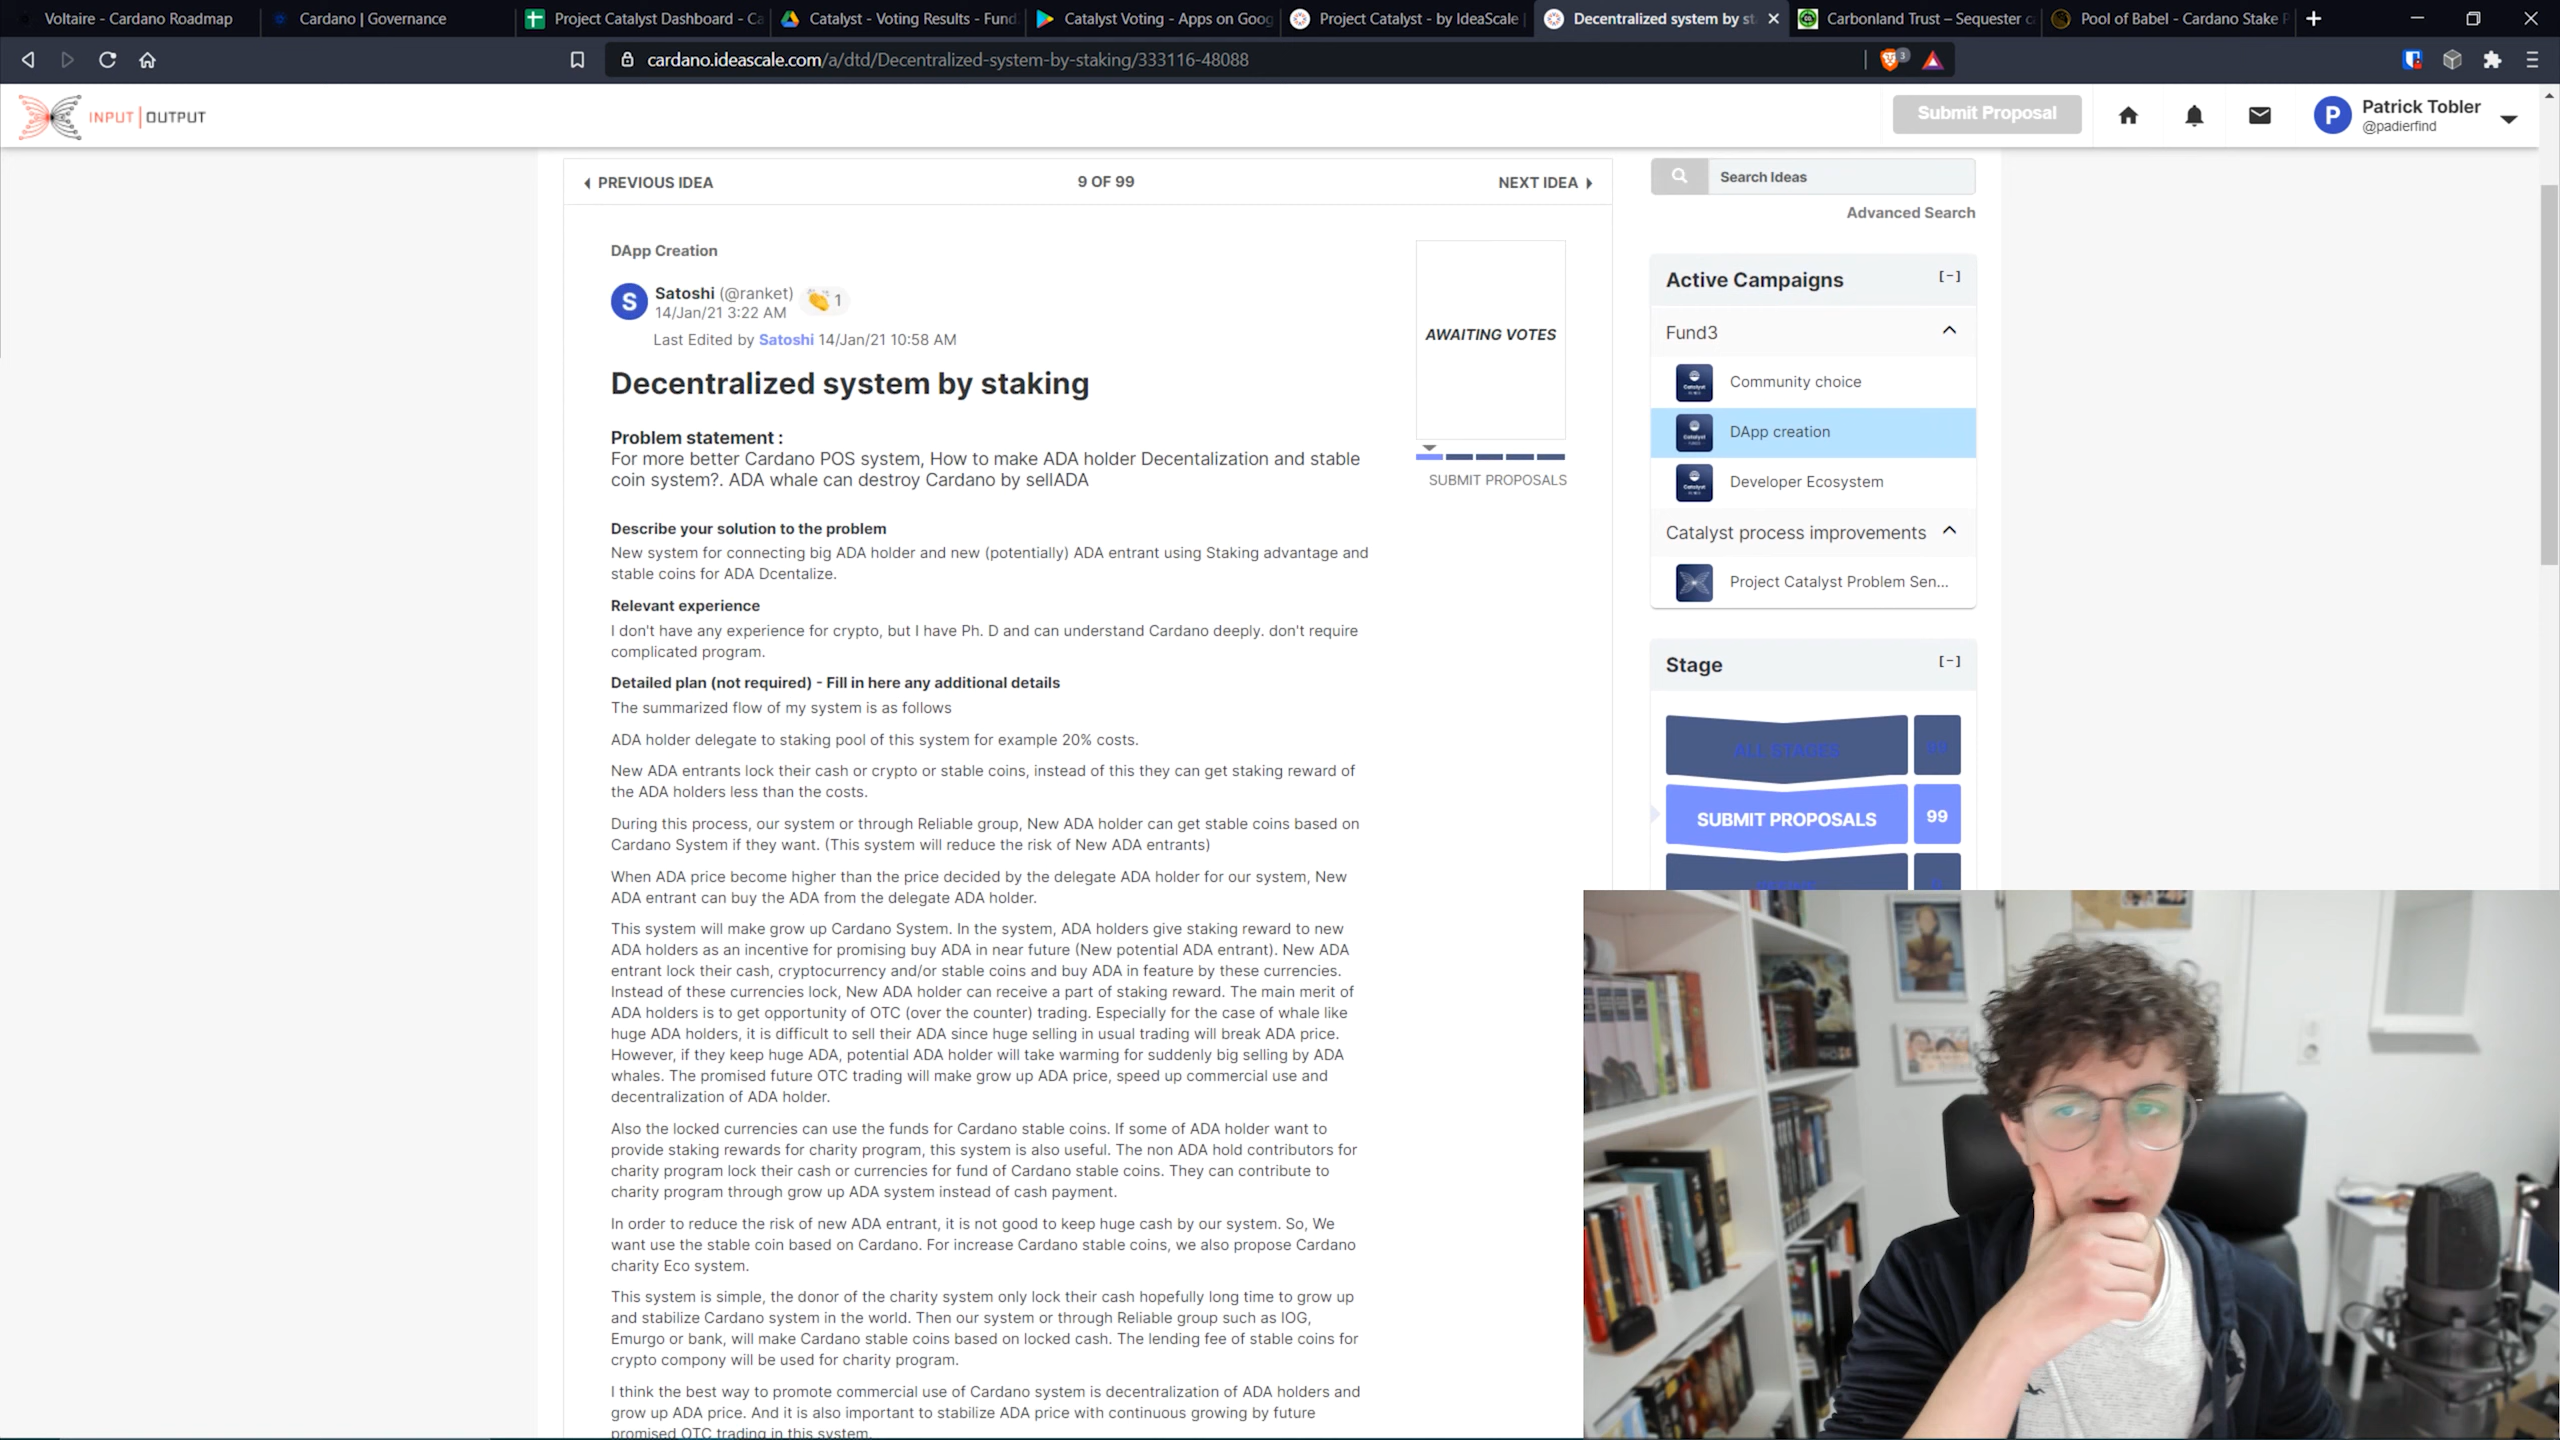 Voltaire - Cardano Roadmap
Cardano | Governance
Project Catalyst Dashboard - Ca
Catalyst - Voting Results - Fund
Catalyst Voting - Apps on Goog
Project Catalyst - by IdeaScale
Decentralized system by st
Carbonland Trust – Sequester c
Pool of Babel - Cardano Stake P
cardano.ideascale.com/a/dtd/Decentralized-system-by-staking/333116-48088
3
INPUT | OUTPUT
Submit Proposal
P
Patrick Tobler
@padierfind
PREVIOUS IDEA
9 OF 99
NEXT IDEA
DApp Creation
S
Satoshi (@ranket)
1
14/Jan/21 3:22 AM
Last Edited by Satoshi 14/Jan/21 10:58 AM
AWAITING VOTES
SUBMIT PROPOSALS
Decentralized system by staking
Problem statement :
For more better Cardano POS system, How to make ADA holder Decentalization and stable
coin system?. ADA whale can destroy Cardano by sellADA
Describe your solution to the problem
New system for connecting big ADA holder and new (potentially) ADA entrant using Staking advantage and
stable coins for ADA Dcentalize.
Relevant experience
I don't have any experience for crypto, but I have Ph. D and can understand Cardano deeply. don't require
complicated program.
Detailed plan (not required) - Fill in here any additional details
The summarized flow of my system is as follows
ADA holder delegate to staking pool of this system for example 20% costs.
New ADA entrants lock their cash or crypto or stable coins, instead of this they can get staking reward of
the ADA holders less than the costs.
During this process, our system or through Reliable group, New ADA holder can get stable coins based on
Cardano System if they want. (This system will reduce the risk of New ADA entrants)
When ADA price become higher than the price decided by the delegate ADA holder for our system, New
ADA entrant can buy the ADA from the delegate ADA holder.
This system will make grow up Cardano System. In the system, ADA holders give staking reward to new
ADA holders as an incentive for promising buy ADA in near future (New potential ADA entrant). New ADA
entrant lock their cash, cryptocurrency and/or stable coins and buy ADA in feature by these currencies.
Instead of these currencies lock, New ADA holder can receive a part of staking reward. The main merit of
ADA holders is to get opportunity of OTC (over the counter) trading. Especially for the case of whale like
huge ADA holders, it is difficult to sell their ADA since huge selling in usual trading will break ADA price.
However, if they keep huge ADA, potential ADA holder will take warming for suddenly big selling by ADA
whales. The promised future OTC trading will make grow up ADA price, speed up commercial use and
decentralization of ADA holder.
Also the locked currencies can use the funds for Cardano stable coins. If some of ADA holder want to
provide staking rewards for charity program, this system is also useful. The non ADA hold contributors for
charity program lock their cash or currencies for fund of Cardano stable coins. They can contribute to
charity program through grow up ADA system instead of cash payment.
In order to reduce the risk of new ADA entrant, it is not good to keep huge cash by our system. So, We
want use the stable coin based on Cardano. For increase Cardano stable coins, we also propose Cardano
charity Eco system.
This system is simple, the donor of the charity system only lock their cash hopefully long time to grow up
and stabilize Cardano system in the world. Then our system or through Reliable group such as IOG,
Emurgo or bank, will make Cardano stable coins based on locked cash. The lending fee of stable coins for
crypto compony will be used for charity program.
I think the best way to promote commercial use of Cardano system is decentralization of ADA holders and
grow up ADA price. And it is also important to stabilize ADA price with continuous growing by future
promised OTC trading in this system.
Search Ideas
Advanced Search
Active Campaigns
[-]
Fund3
Community choice
DApp creation
Developer Ecosystem
Catalyst process improvements
Project Catalyst Problem Sen...
Stage
[-]
ALL STAGES
99
SUBMIT PROPOSALS
99